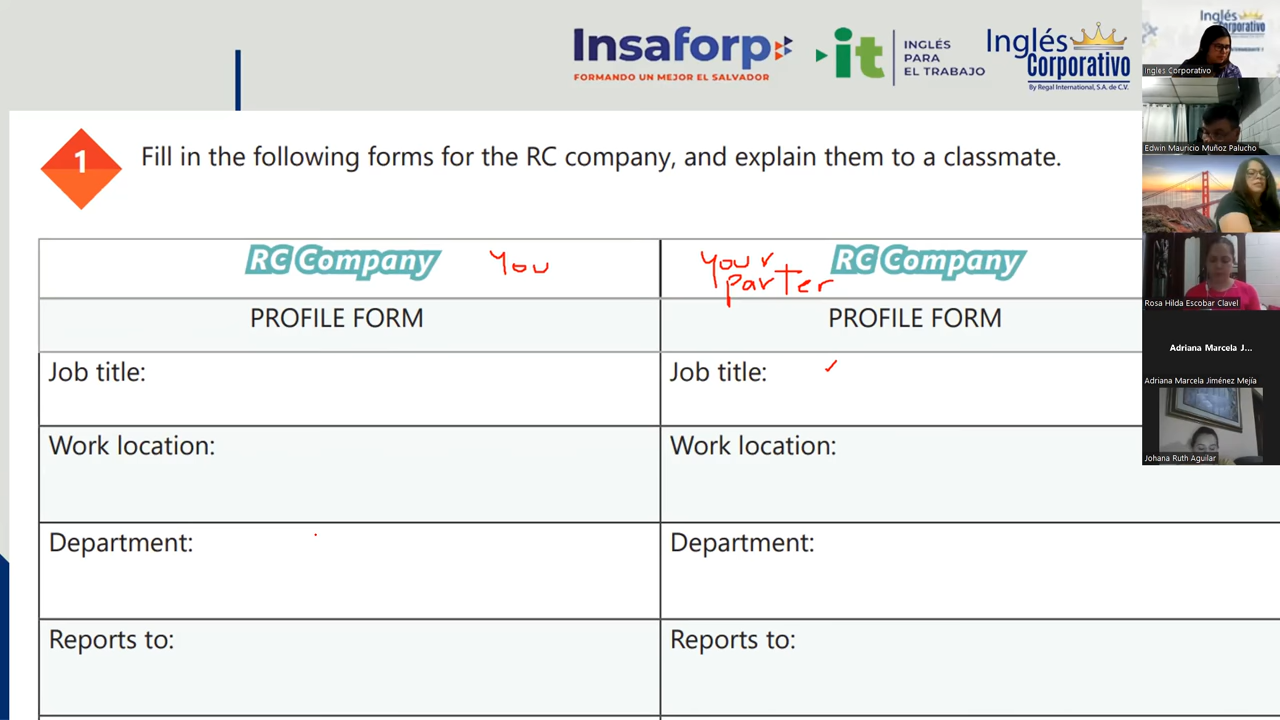 Insaforp
FORMANDO UN MEJOR EL SALVADOR
it
INGLÉS
PARA
EL TRABAJO
Inglés
Corporativo
By Regal International, S.A. de C.V.
1
Fill in the following forms for the RC company, and explain them to a classmate.
RC Company
You
Your
parter
RC Company
PROFILE FORM
PROFILE FORM
Job title:
Job title:
Work location:
Work location:
Department:
Department:
Reports to:
Reports to:
Inglés
Corporativo
Ingles Corporativo
Edwin Mauricio Muñoz Palucho
Rosa Hilda Escobar Clavel
Adriana Marcela J...
Adriana Marcela Jiménez Mejía
Johana Ruth Aguilar